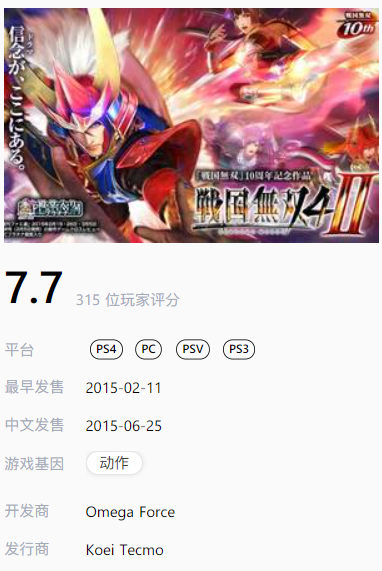 戦国無双
10th
信念が、ここにある。
ドラマ
『戦国無双』10周年記念作品
戦国無双4
II
7.7 315 位玩家评分
平台 PS4 PC PSV PS3
最早发售 2015-02-11
中文发售 2015-06-25
游戏基因 动作
开发商 Omega Force
发行商 Koei Tecmo